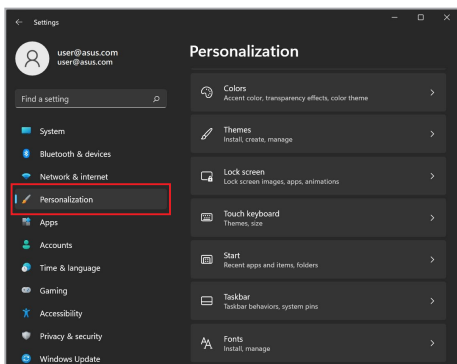 Settings
user@asus.com
user@asus.com
Find a setting
System
Bluetooth & devices
Network & internet
Personalization
Apps
Accounts
Time & language
Gaming
Accessibility
Privacy & security
Windows Update
Personalization
Colors
Accent color, transparency effects, color theme
Themes
Install, create, manage
Lock screen
Lock screen images, apps, animations
Touch keyboard
Themes, size
Start
Recent apps and items, folders
Taskbar
Taskbar behaviors, system pins
Fonts
Install, manage